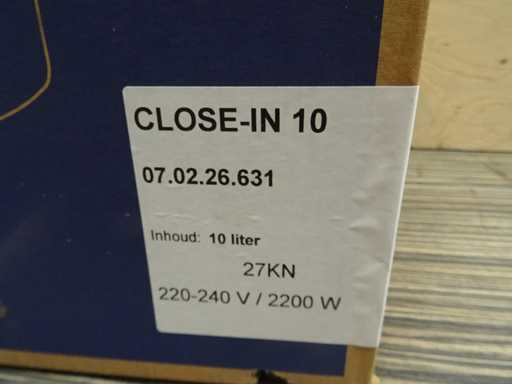 CLOSE-IN 10
07.02.26.631
Inhoud: 10 liter
27KN
220-240 V / 2200 W